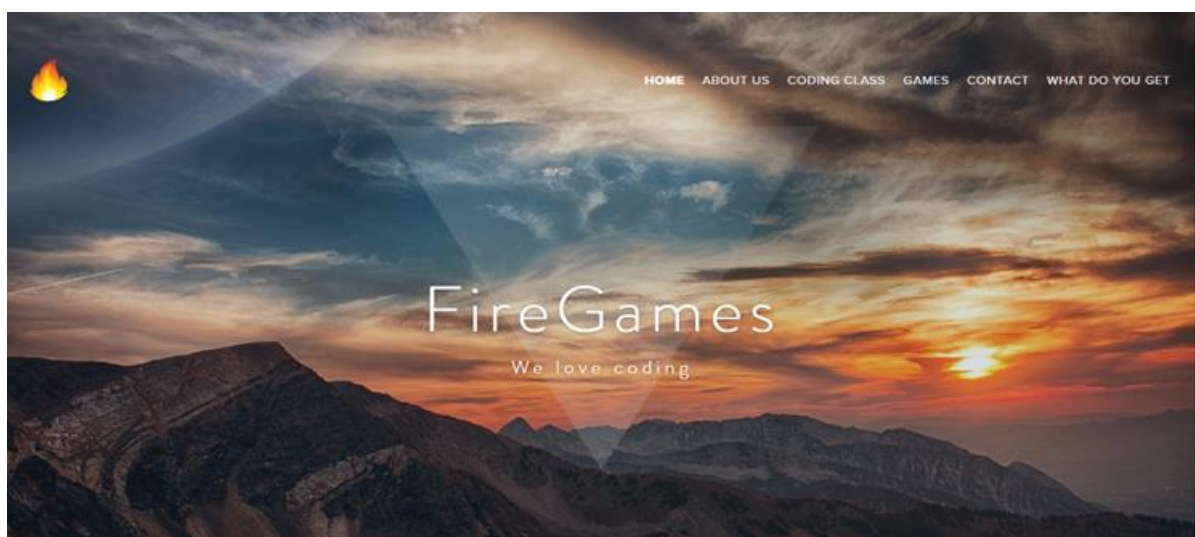 HOME ABOUT US CODING CLASS GAMES CONTACT WHAT DO YOU GET
FireGames
We love coding